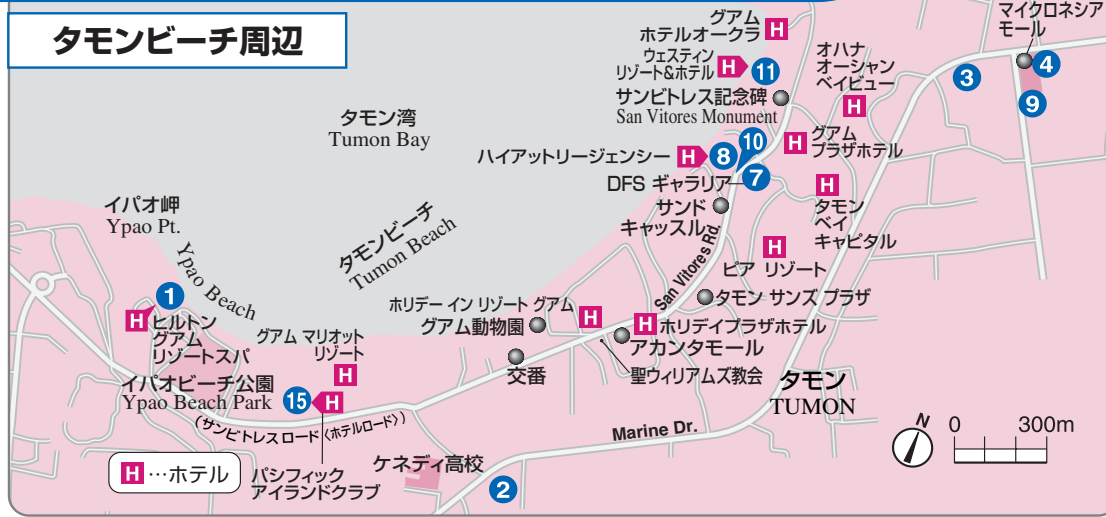 タモンビーチ周辺
グアム
ホテルオークラ
H
ウェスティン
リゾート&ホテル
H
11
サンビトレス記念碑
San Vitores Monument
オハナ
オーシャン
ベイビュー
H
マイクロネシア
モール
3
4
9
タモン湾
Tumon Bay
ハイアットリージェンシー
H
8
10
7
H
グアム
プラザホテル
DFS ギャラリア
サンド
キャッスル
H
タモン
ベイ
キャピタル
イパオ岬
Ypao Pt.
Ypao Beach
タモンビーチ
Tumon Beach
San Vitores Rd.
H
ピア リゾート
タモン サンズ プラザ
1
H
ヒルトン
グアム
リゾートスパ
グアム マリオット
リゾート
H
ホリデー イン リゾート グアム
H
グアム動物園
H
ホリデイプラザホテル
アカンタモール
聖ウィリアムズ教会
交番
イパオビーチ公園
Ypao Beach Park
15
H
(サンビトレスロード〈ホテルロード〉)
タモン
TUMON
Marine Dr.
N
0
300m
H…ホテル
パシフィック
アイランドクラブ
ケネディ高校
2